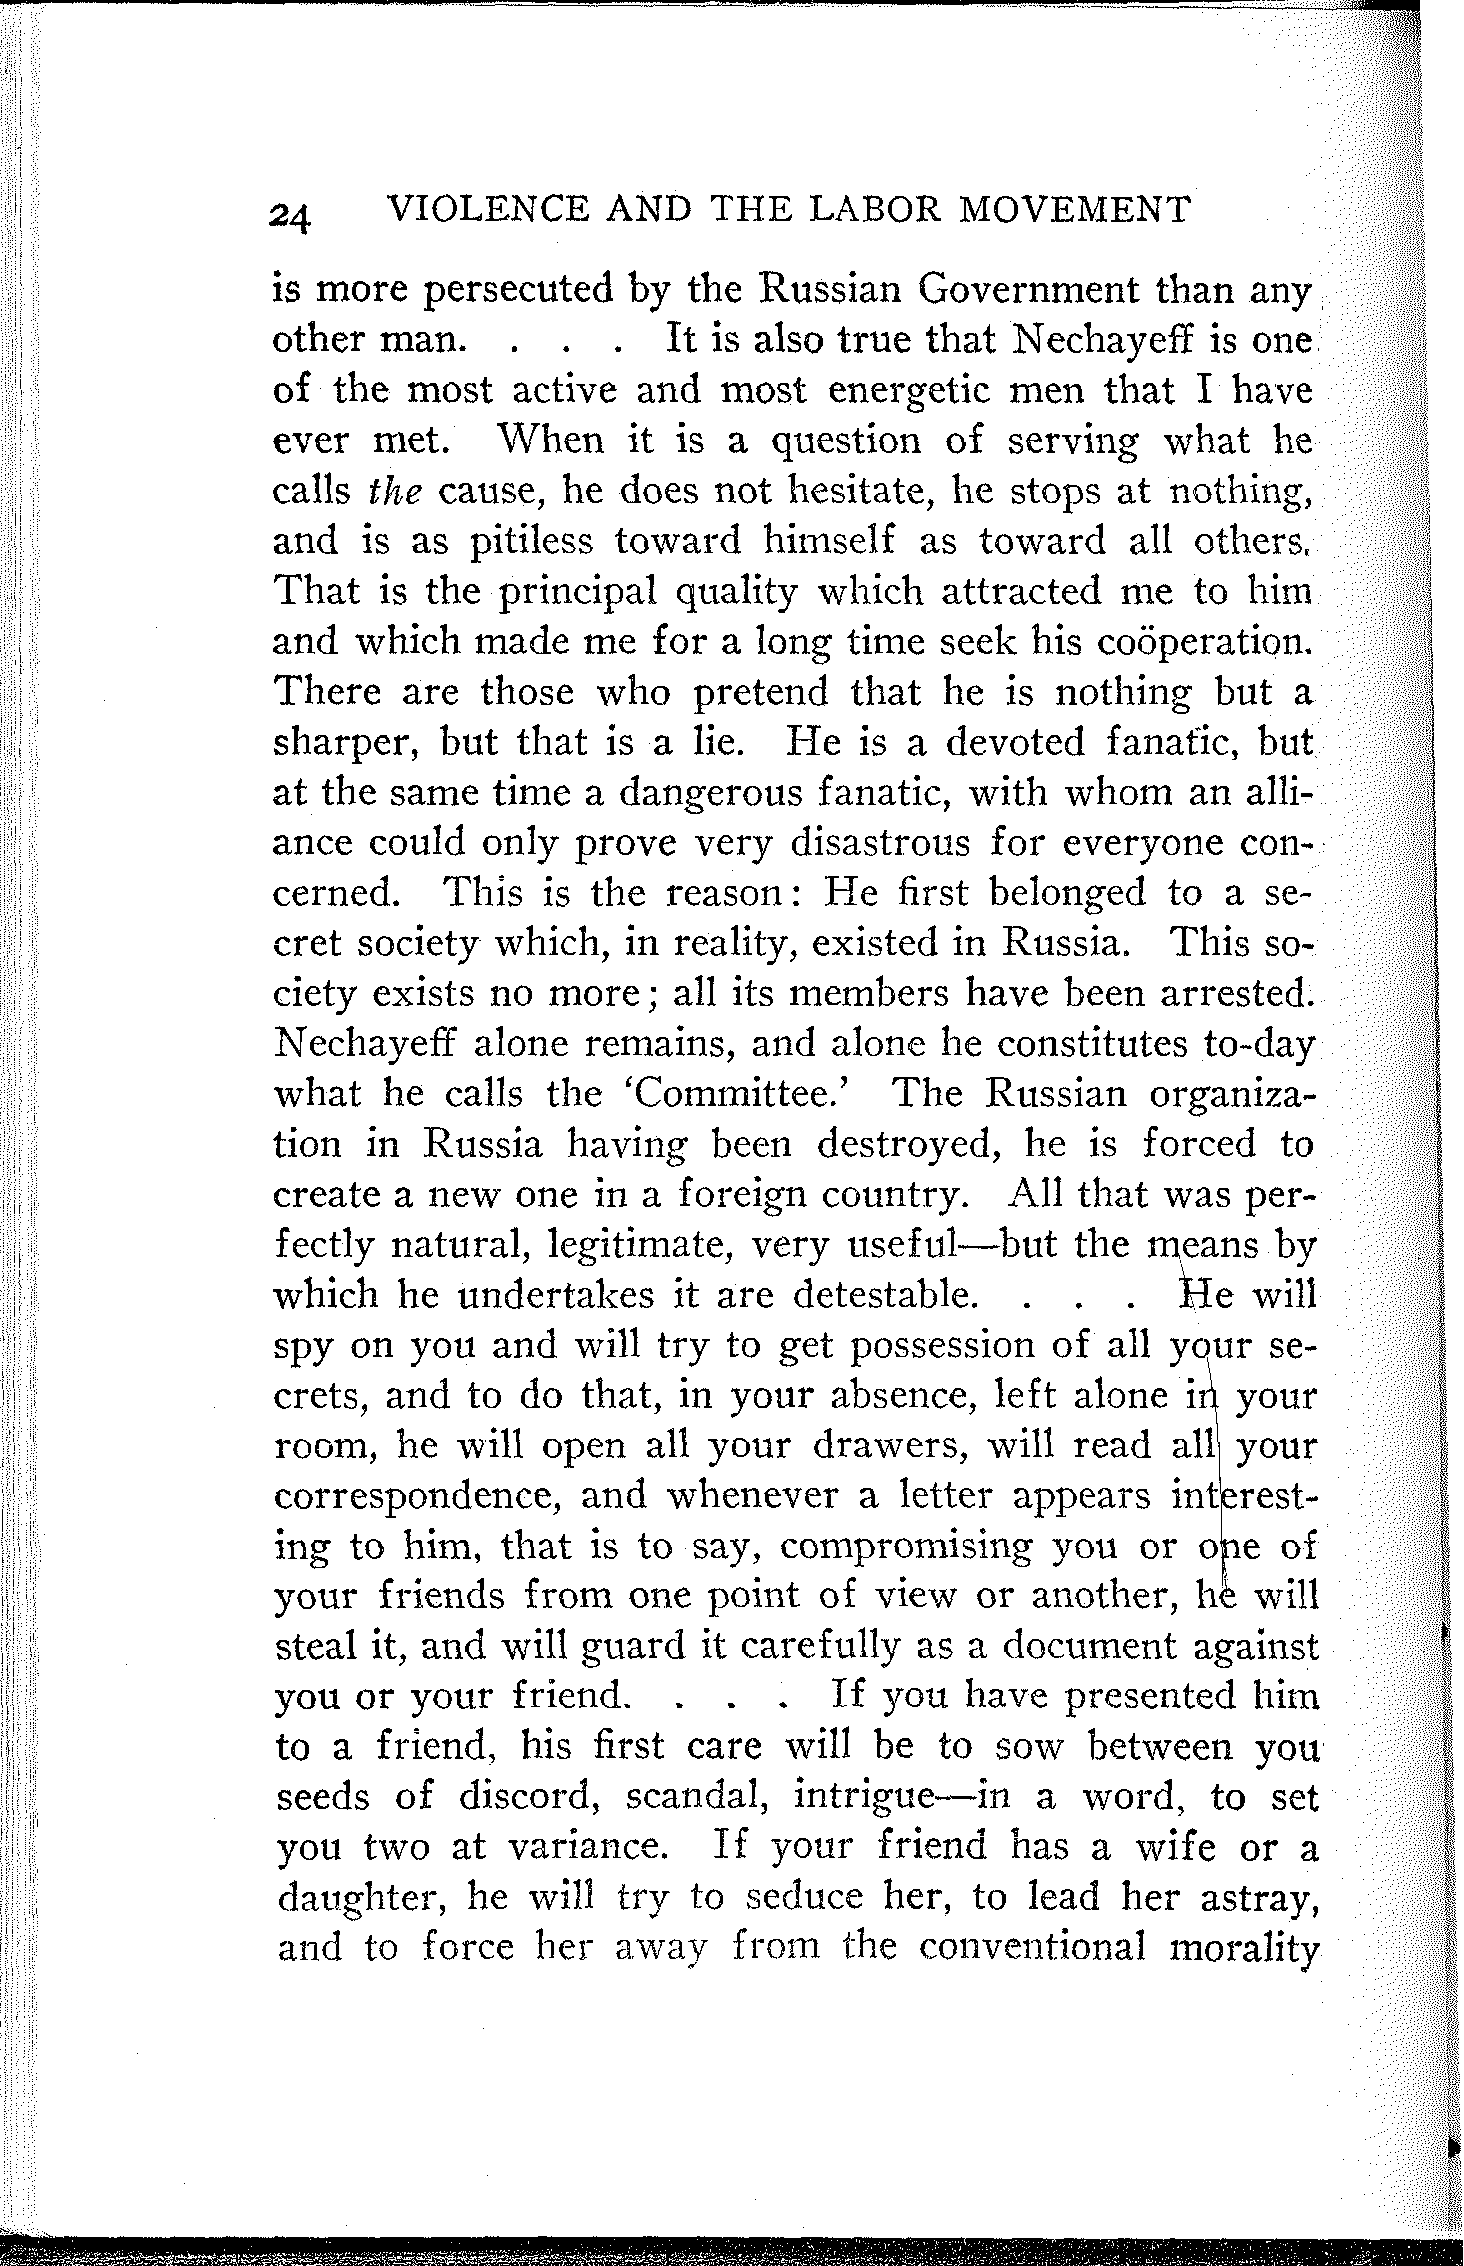 24 VIOLENCE AND THE LABOR MOVEMENT
is more persecuted by the Russian Government than any
other man. . . . It is also true that Nechayeff is one
of the most active and most energetic men that I have
ever met. When it is a question of serving what he
calls the cause, he does not hesitate, he stops at nothing,
and is as pitiless toward himself as toward all others.
That is the principal quality which attracted me to him
and which made me for a long time seek his coöperation.
There are those who pretend that he is nothing but a
sharper, but that is a lie. He is a devoted fanatic, but
at the same time a dangerous fanatic, with whom an alli-
ance could only prove very disastrous for everyone con-
cerned. This is the reason: He first belonged to a se-
cret society which, in reality, existed in Russia. This so-
ciety exists no more; all its members have been arrested.
Nechayeff alone remains, and alone he constitutes to-day
what he calls the ‘Committee.’ The Russian organiza-
tion in Russia having been destroyed, he is forced to
create a new one in a foreign country. All that was per-
fectly natural, legitimate, very useful—but the means by
which he undertakes it are detestable. . . . He will
spy on you and will try to get possession of all your se-
crets, and to do that, in your absence, left alone in your
room, he will open all your drawers, will read all your
correspondence, and whenever a letter appears interest-
ing to him, that is to say, compromising you or one of
your friends from one point of view or another, he will
steal it, and will guard it carefully as a document against
you or your friend. . . . If you have presented him
to a friend, his first care will be to sow between you
seeds of discord, scandal, intrigue—in a word, to set
you two at variance. If your friend has a wife or a
daughter, he will try to seduce her, to lead her astray,
and to force her away from the conventional morality